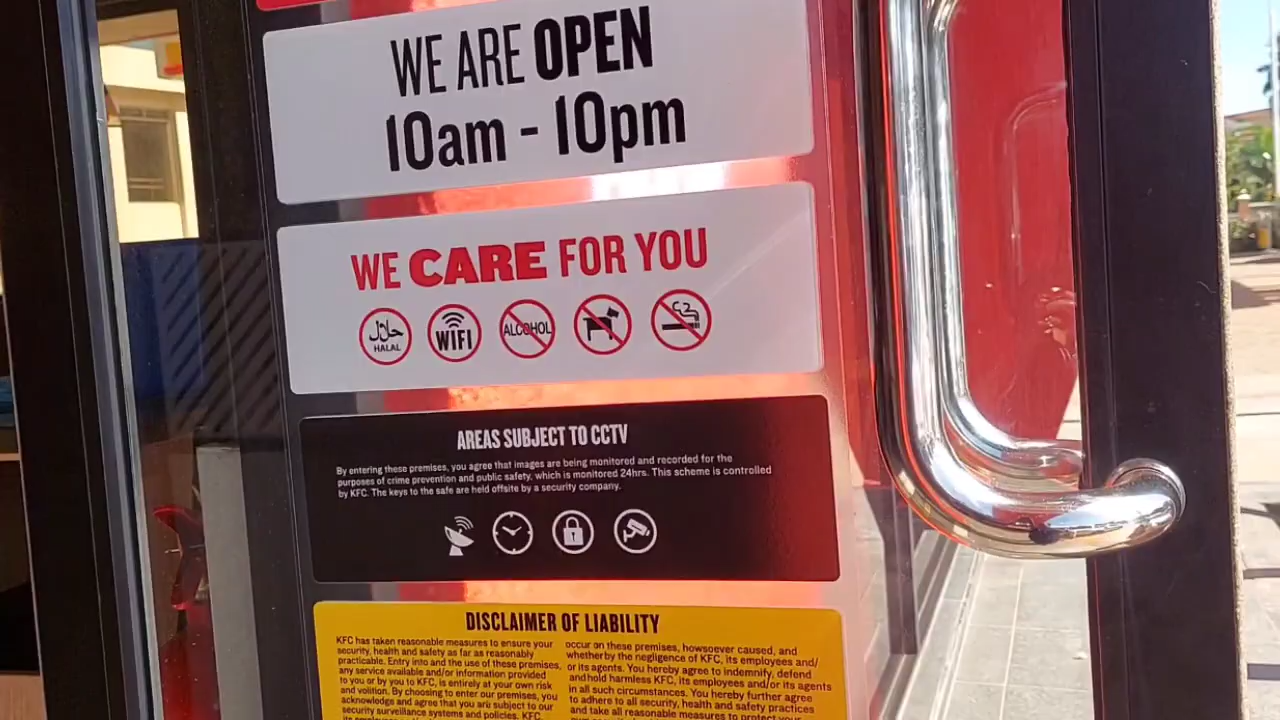 WE ARE OPEN
10am - 10pm
WE CARE FOR YOU
حلال
HALAL
WIFI
ALCOHOL
AREAS SUBJECT TO CCTV
By entering these premises, you agree that images are being monitored and recorded for the
purposes of crime prevention and public safety, which is monitored 24hrs. This scheme is controlled
by KFC. The keys to the safe are held offsite by a security company.
DISCLAIMER OF LIABILITY
KFC has taken reasonable measures to ensure your
security, health and safety as far as reasonably
practicable. Entry into and the use of these premises,
any service available and/or information provided
to you or by you to KFC, is entirely at your own risk
and volition. By choosing to enter our premises, you
acknowledge and agree that you are subject to our
security surveillance systems and policies. KFC,
occur on these premises, howsoever caused, and
whether by the negligence of KFC, its employees and/
or its agents. You hereby agree to indemnify, defend
and hold harmless KFC, its employees and/or its agents
in all such circumstances. You hereby further agree
to adhere to all security, health and safety practices
and take all reasonable measures to protect your